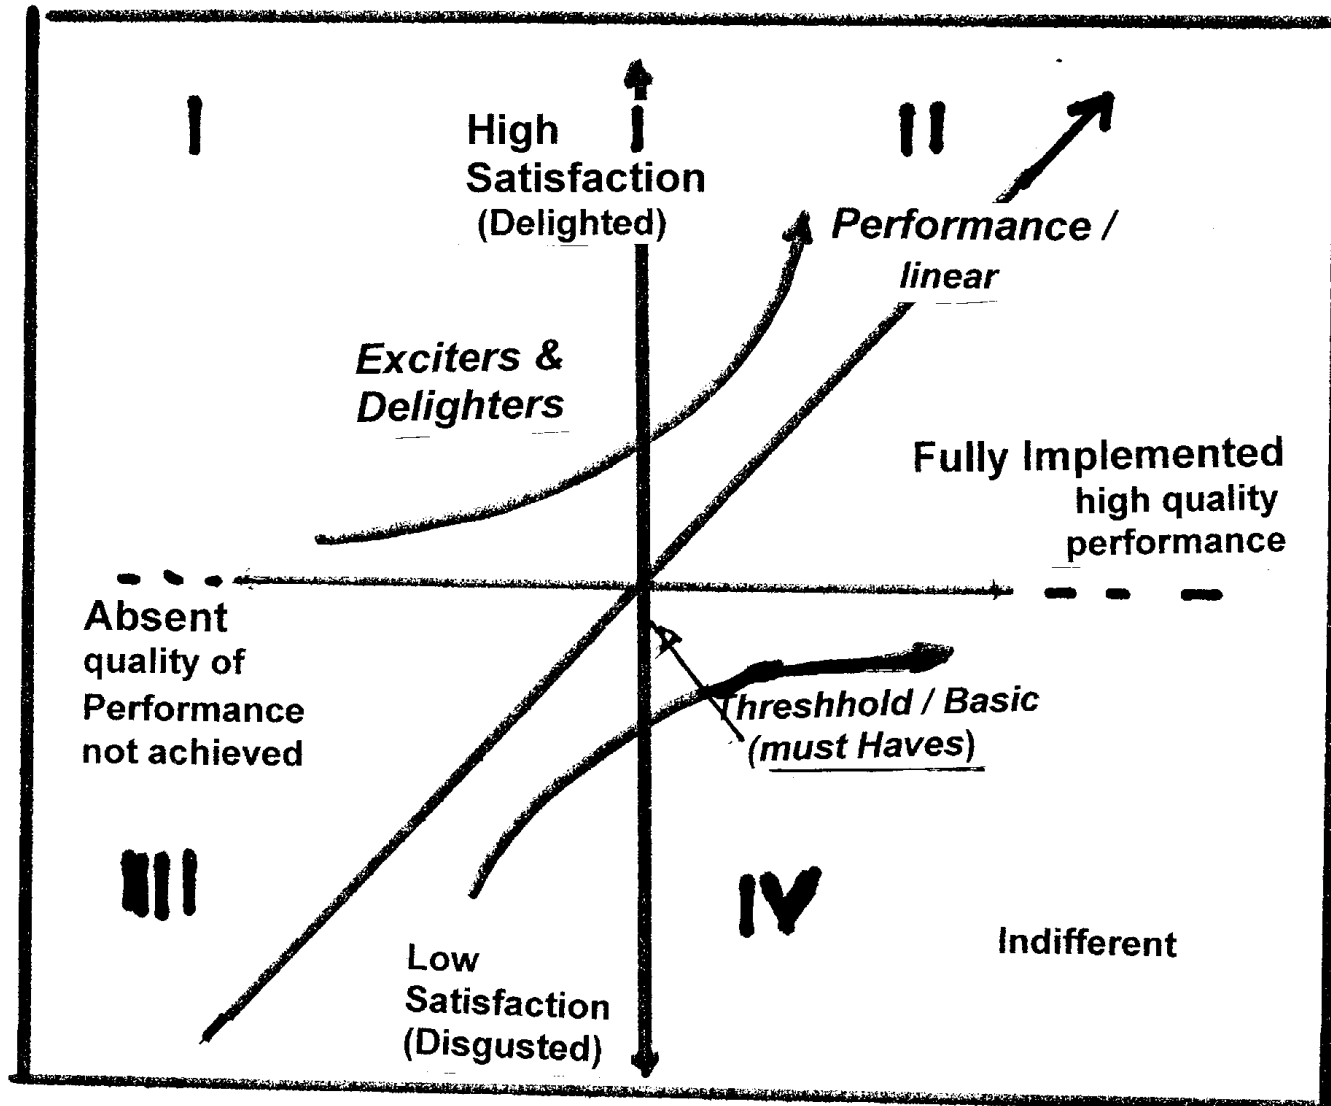 I
High
Satisfaction
(Delighted)
II
Performance /
linear
Exciters &
Delighters
Fully Implemented
high quality
performance
Absent
quality of
Performance
not achieved
Threshhold / Basic
(must Haves)
III
IV
Indifferent
Low
Satisfaction
(Disgusted)